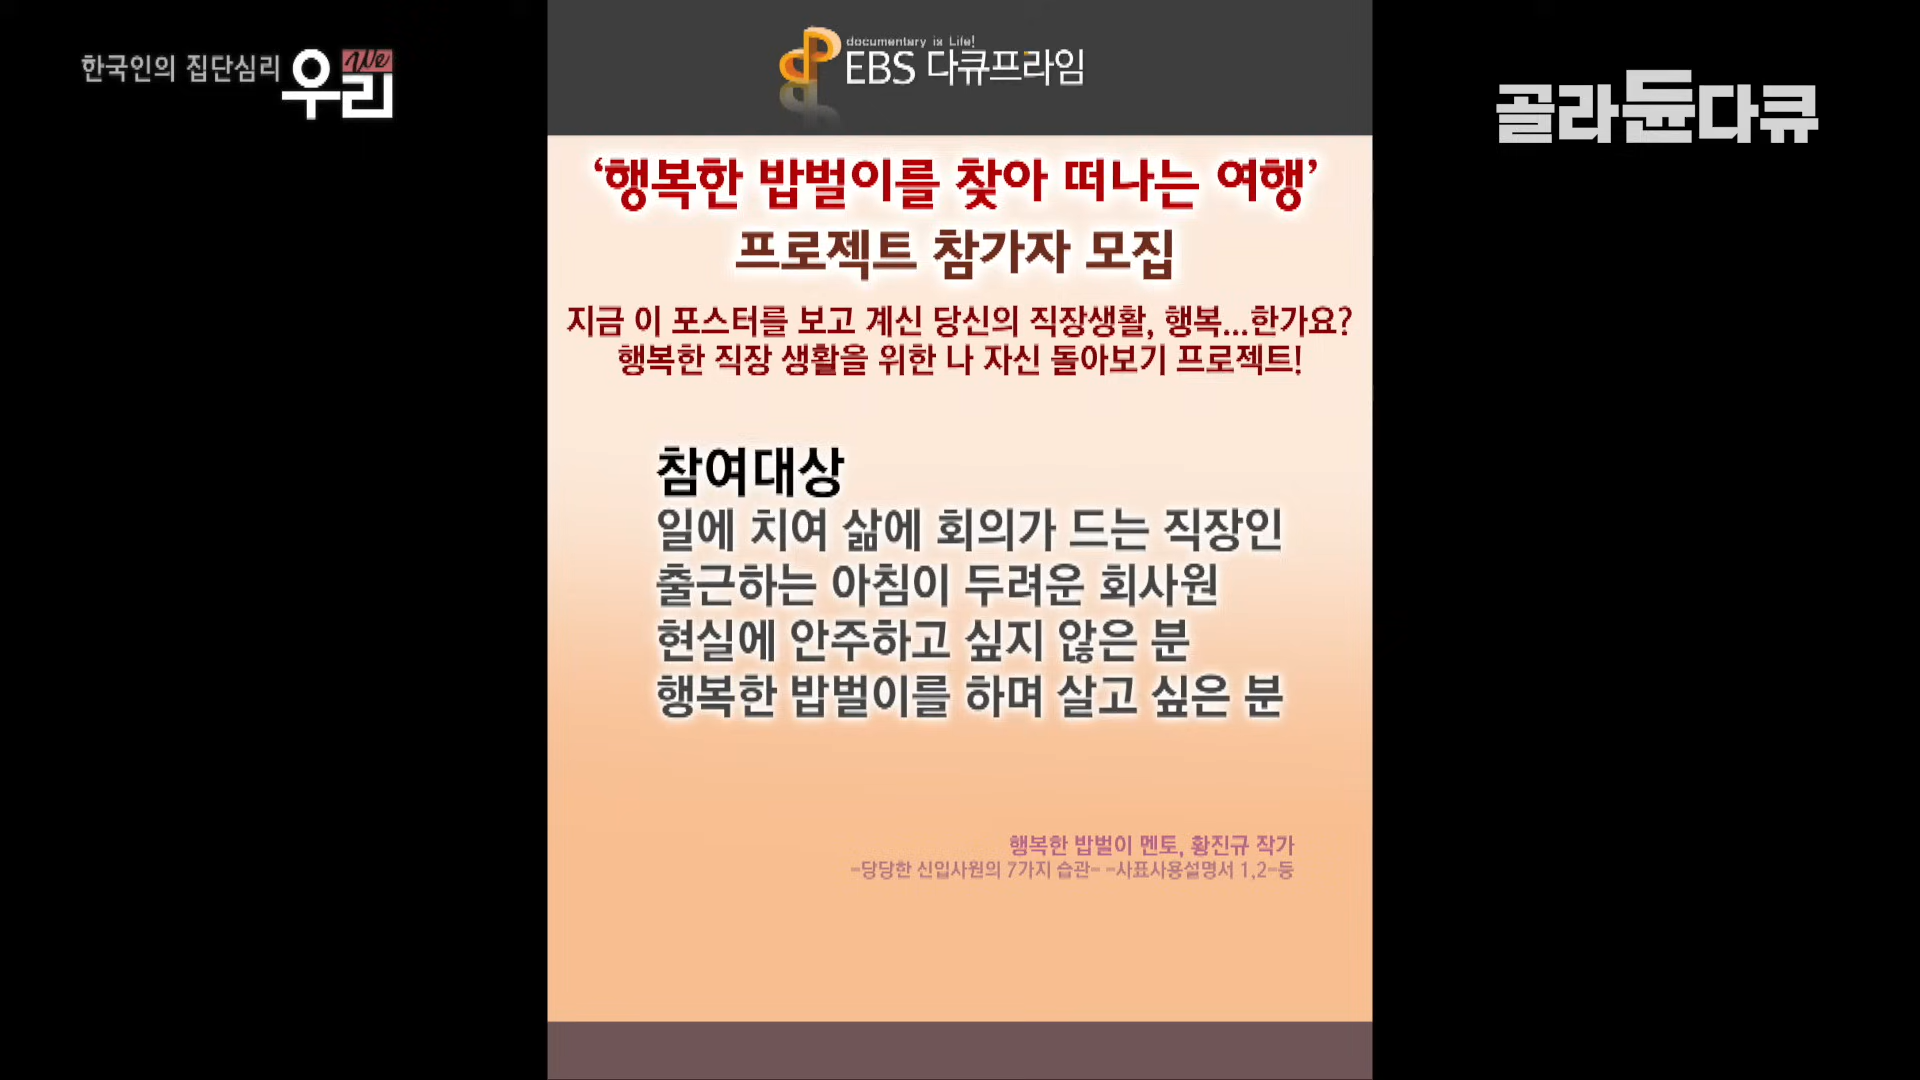 한국인의 집단심리 우리 We
documentary is Life!
EBS 다큐프라임
골라듄다큐
‘행복한 밥벌이를 찾아 떠나는 여행’
프로젝트 참가자 모집
지금 이 포스터를 보고 계신 당신의 직장생활, 행복...한가요?
행복한 직장 생활을 위한 나 자신 돌아보기 프로젝트!
참여대상
일에 치여 삶에 회의가 드는 직장인
출근하는 아침이 두려운 회사원
현실에 안주하고 싶지 않은 분
행복한 밥벌이를 하며 살고 싶은 분
행복한 밥벌이 멘토, 황진규 작가
-당당한 신입사원의 7가지 습관- -사표사용설명서 1,2-등